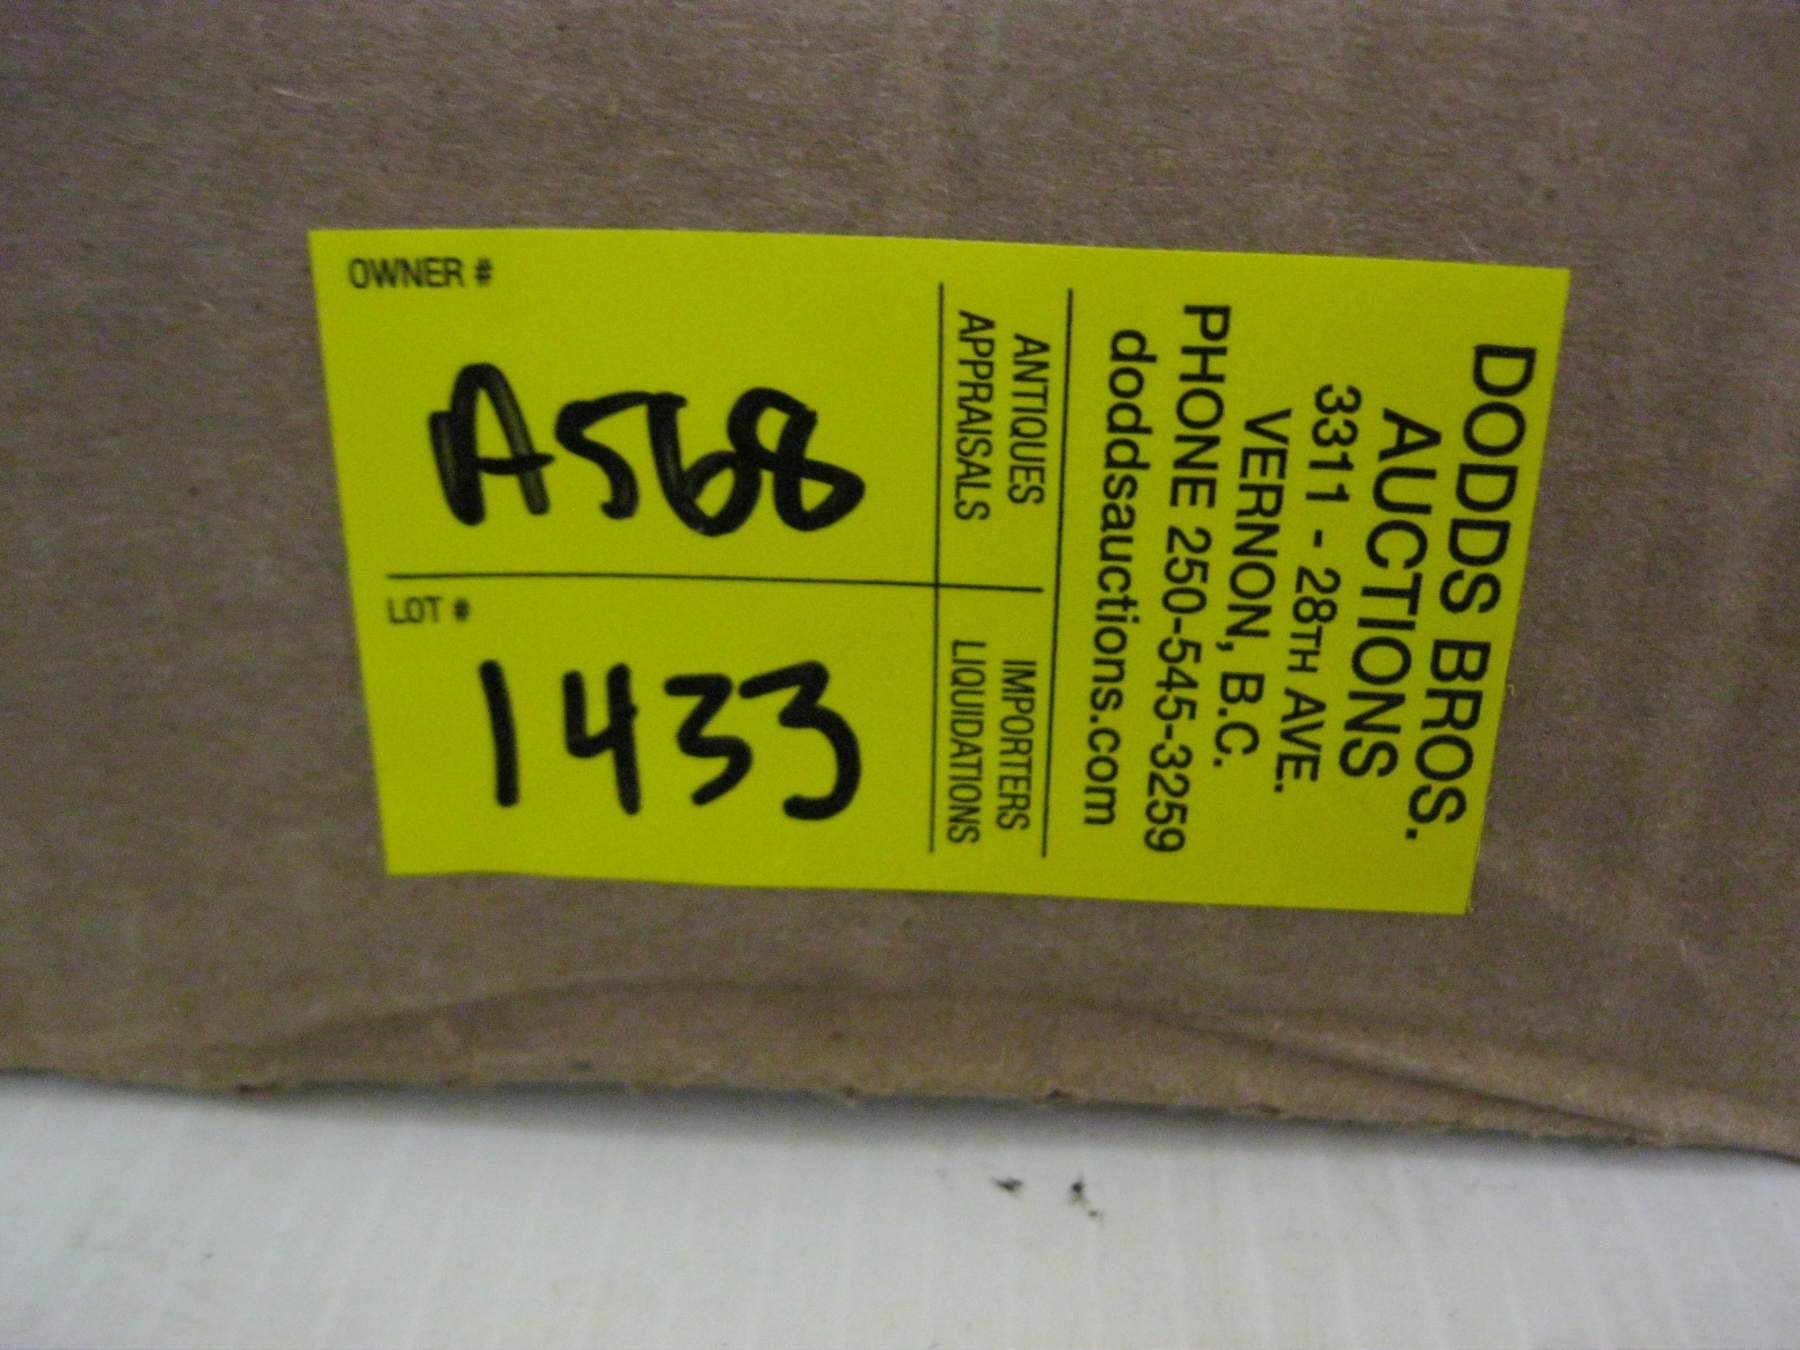 OWNER #
A568
LOT #
1433
ANTIQUES
APPRAISALS
IMPORTERS
LIQUIDATIONS
DODDS BROS.
AUCTIONS
3311 - 28TH AVE.
VERNON, B.C.
PHONE 250-545-3259
doddsauctions.com